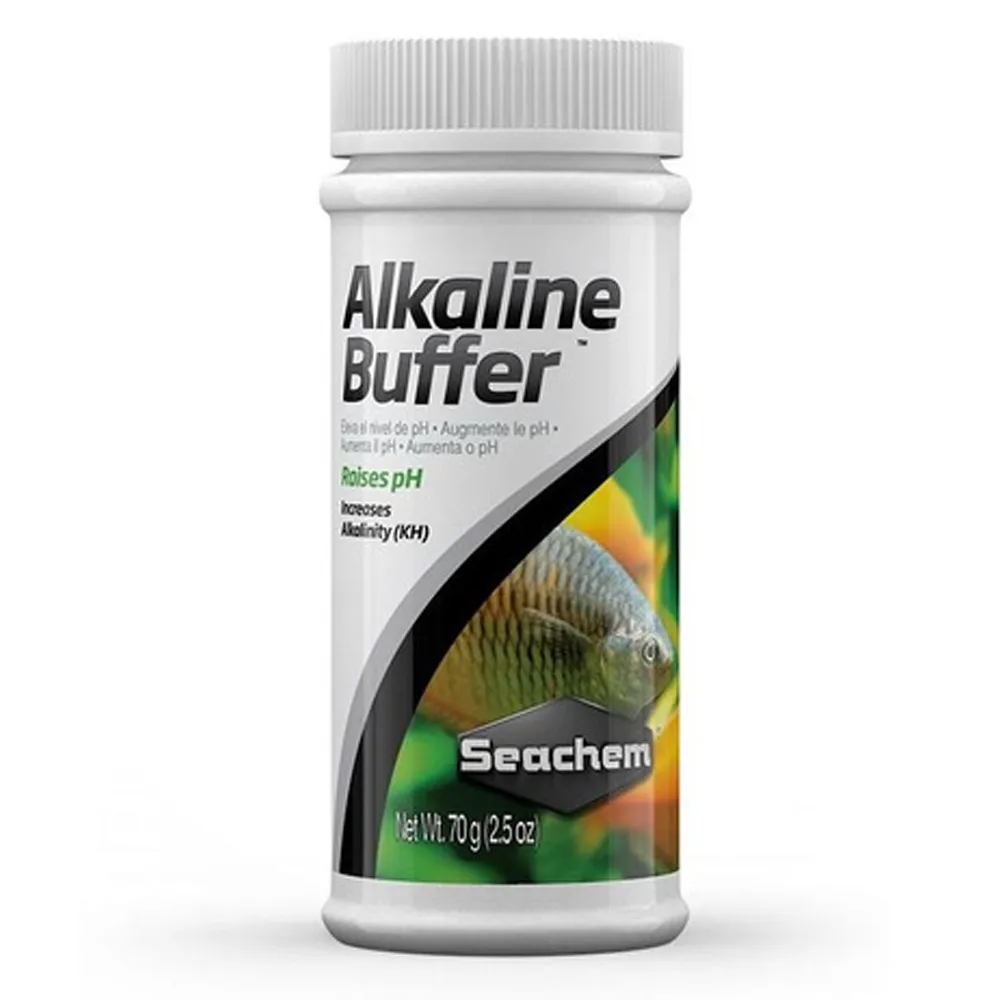 Alkaline
Buffer™
Eleva el nivel de pH • Augmente le pH •
Aumenta il pH • Aumenta o pH
Raises pH
Increases
Alkalinity (KH)
Seachem
Net Wt. 70 g (2.5 oz)